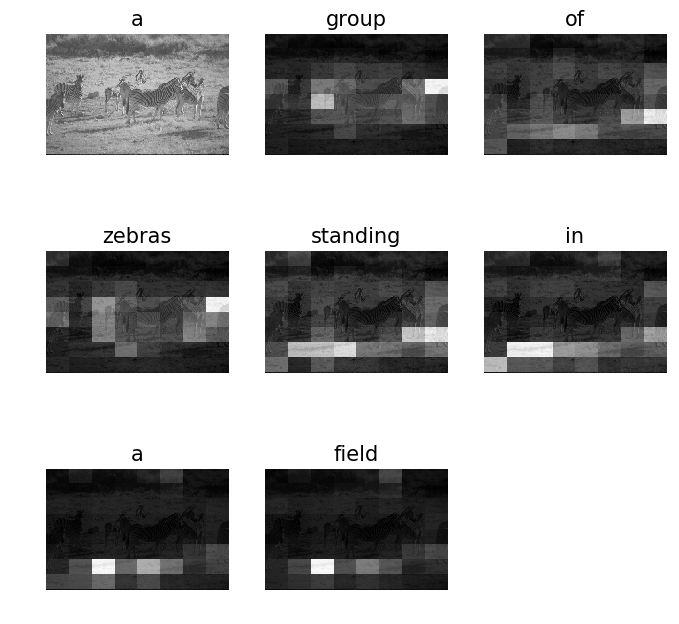 a group of
zebras standing in
a field